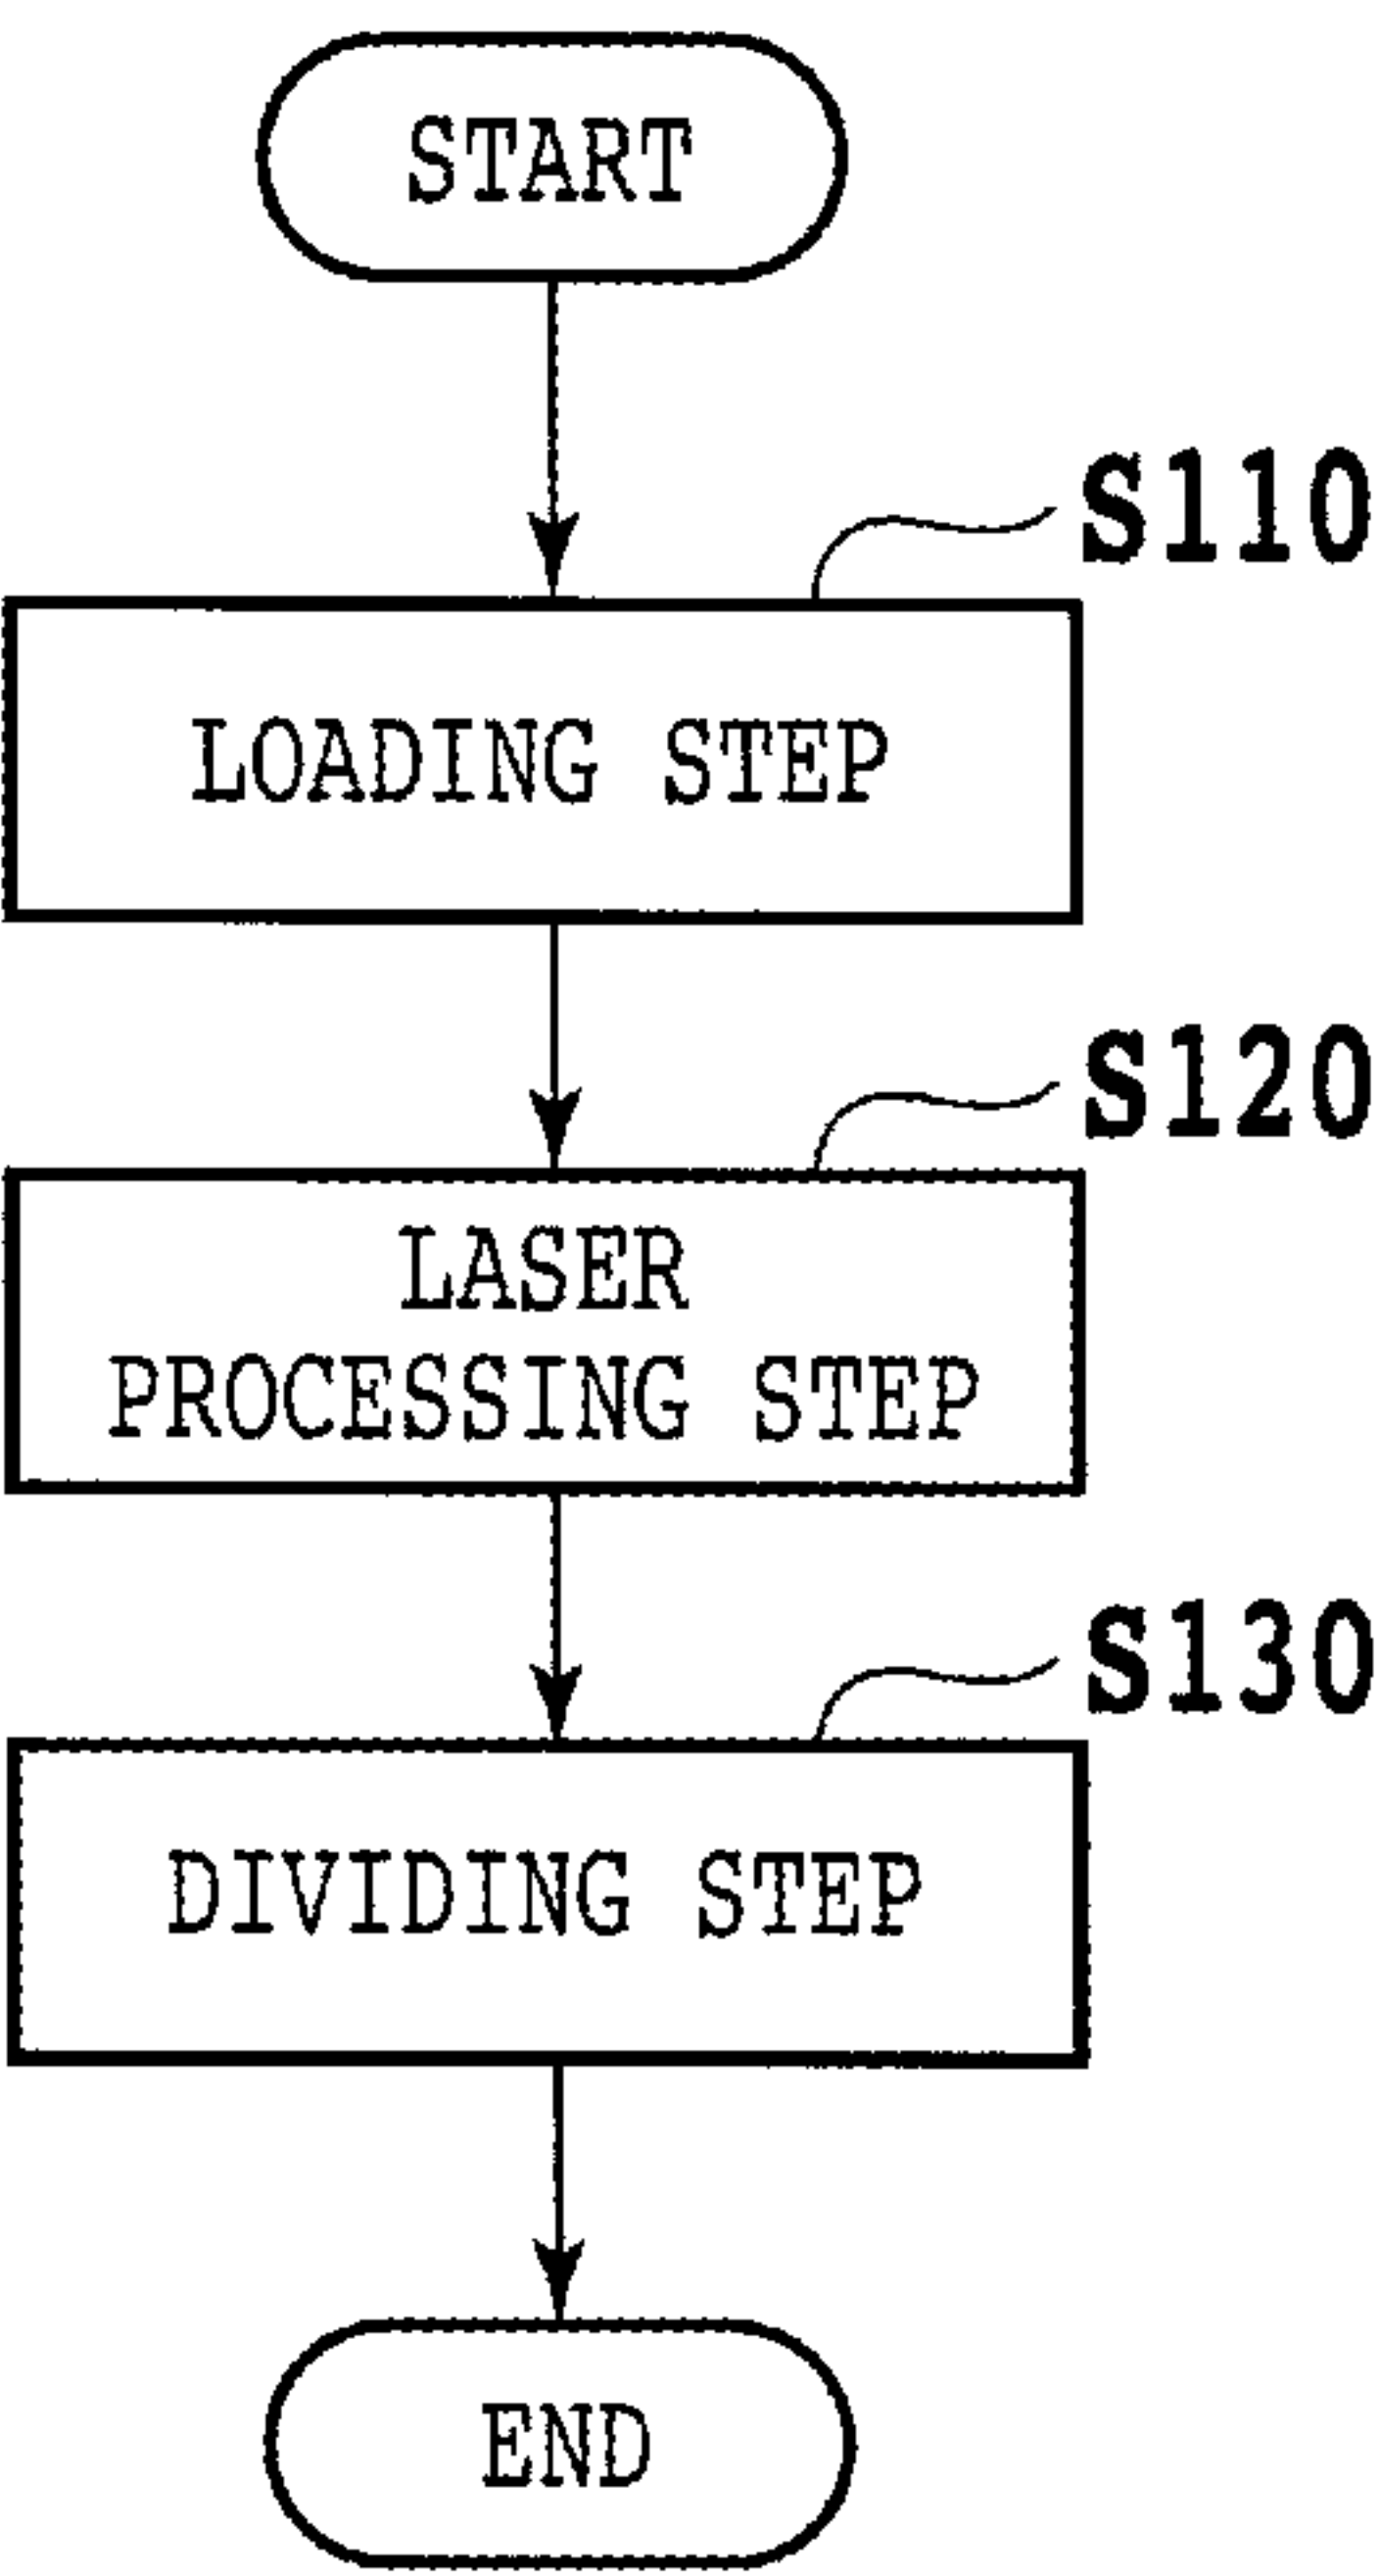 START
S110
LOADING STEP
S120
LASER
PROCESSING STEP
S130
DIVIDING STEP
END